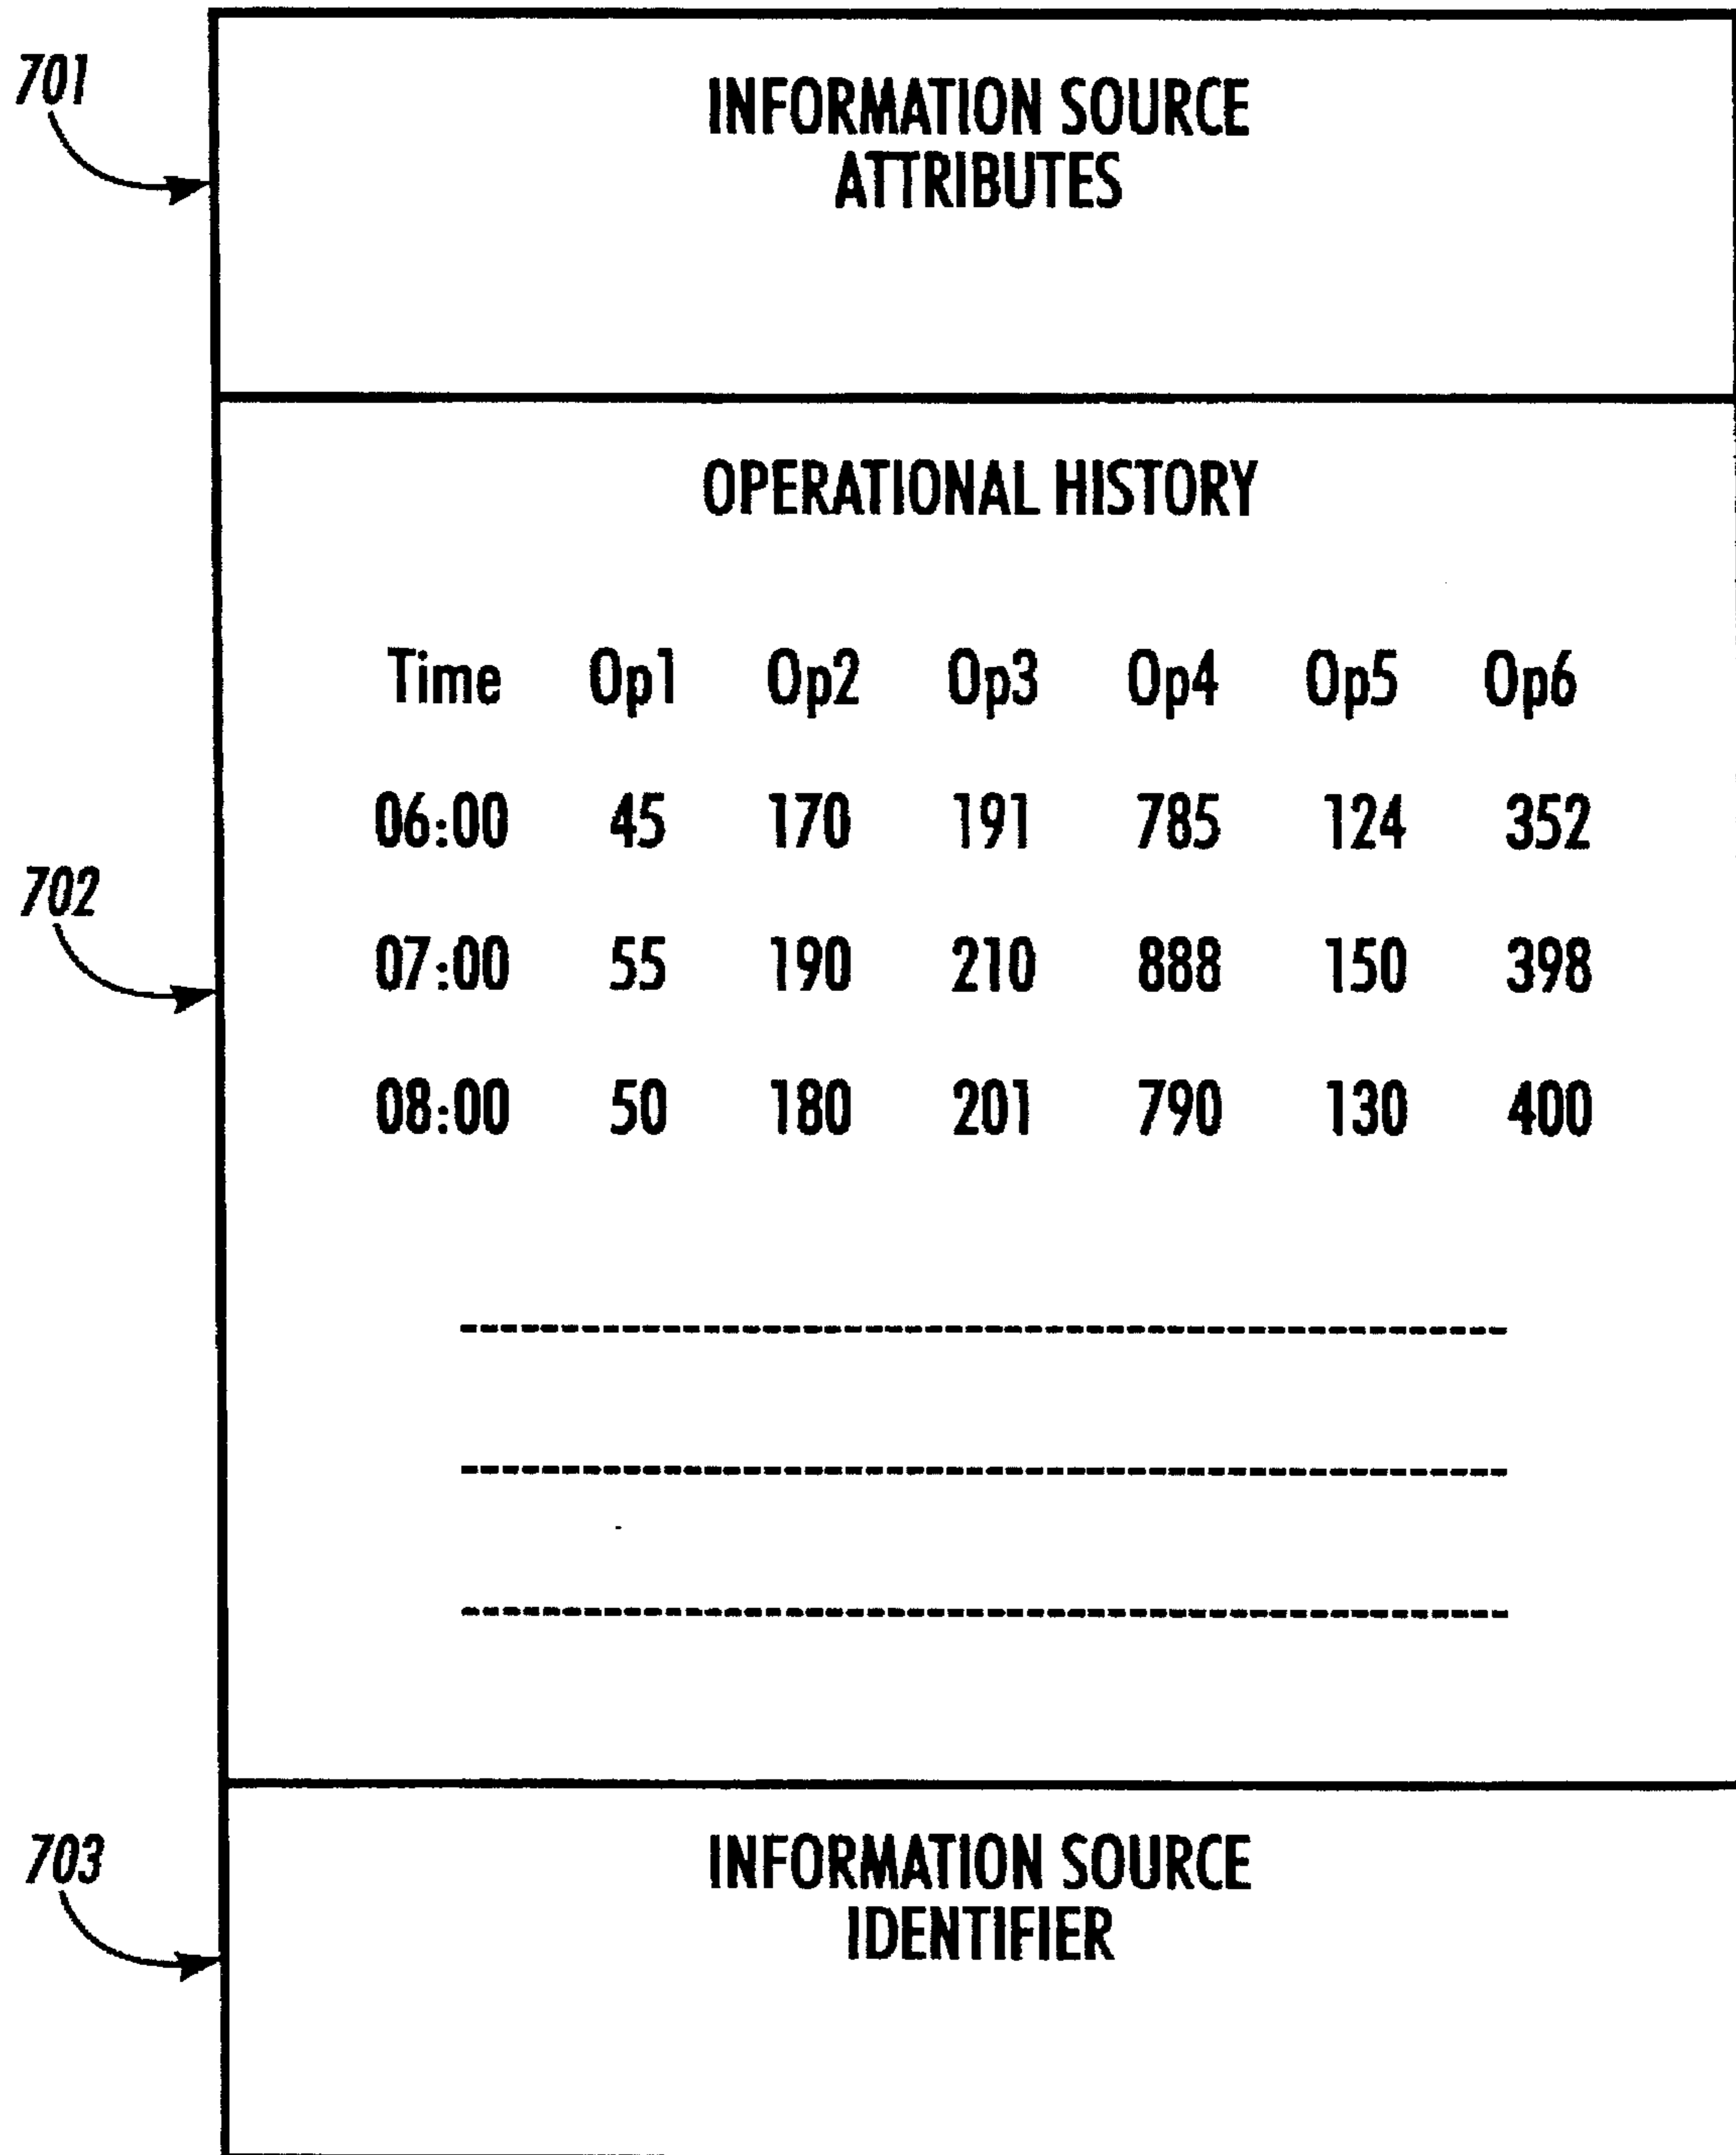 701
INFORMATION SOURCE
ATTRIBUTES
OPERATIONAL HISTORY
Time Op1 Op2 Op3 Op4 Op5 Op6
06:00 45 170 191 785 124 352
702
07:00 55 190 210 888 150 398
08:00 50 180 201 790 130 400
703
INFORMATION SOURCE
IDENTIFIER